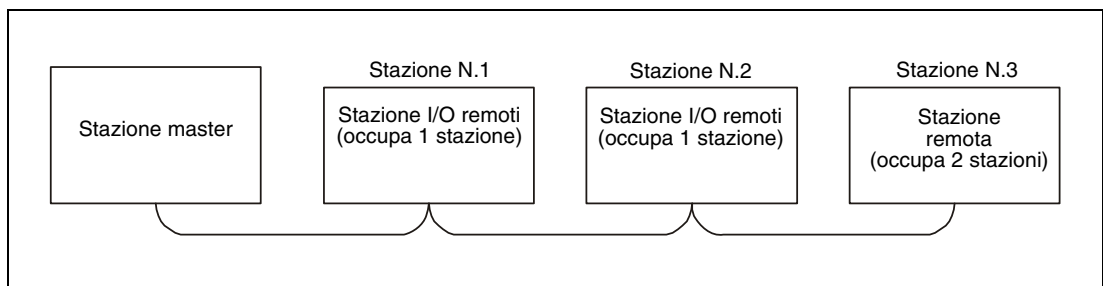 Stazione master
Stazione N.1
Stazione I/O remoti
(occupa 1 stazione)
Stazione N.2
Stazione I/O remoti
(occupa 1 stazione)
Stazione N.3
Stazione
remota
(occupa 2 stazioni)